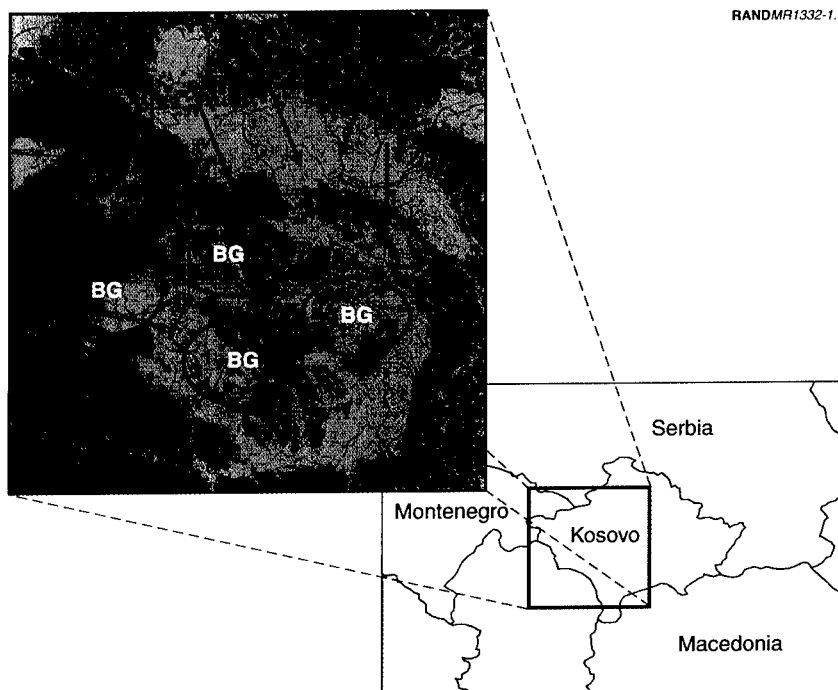 RANDMR1332-1.
BG
BG
BG
BG
Serbia
Montenegro
Kosovo
Macedonia